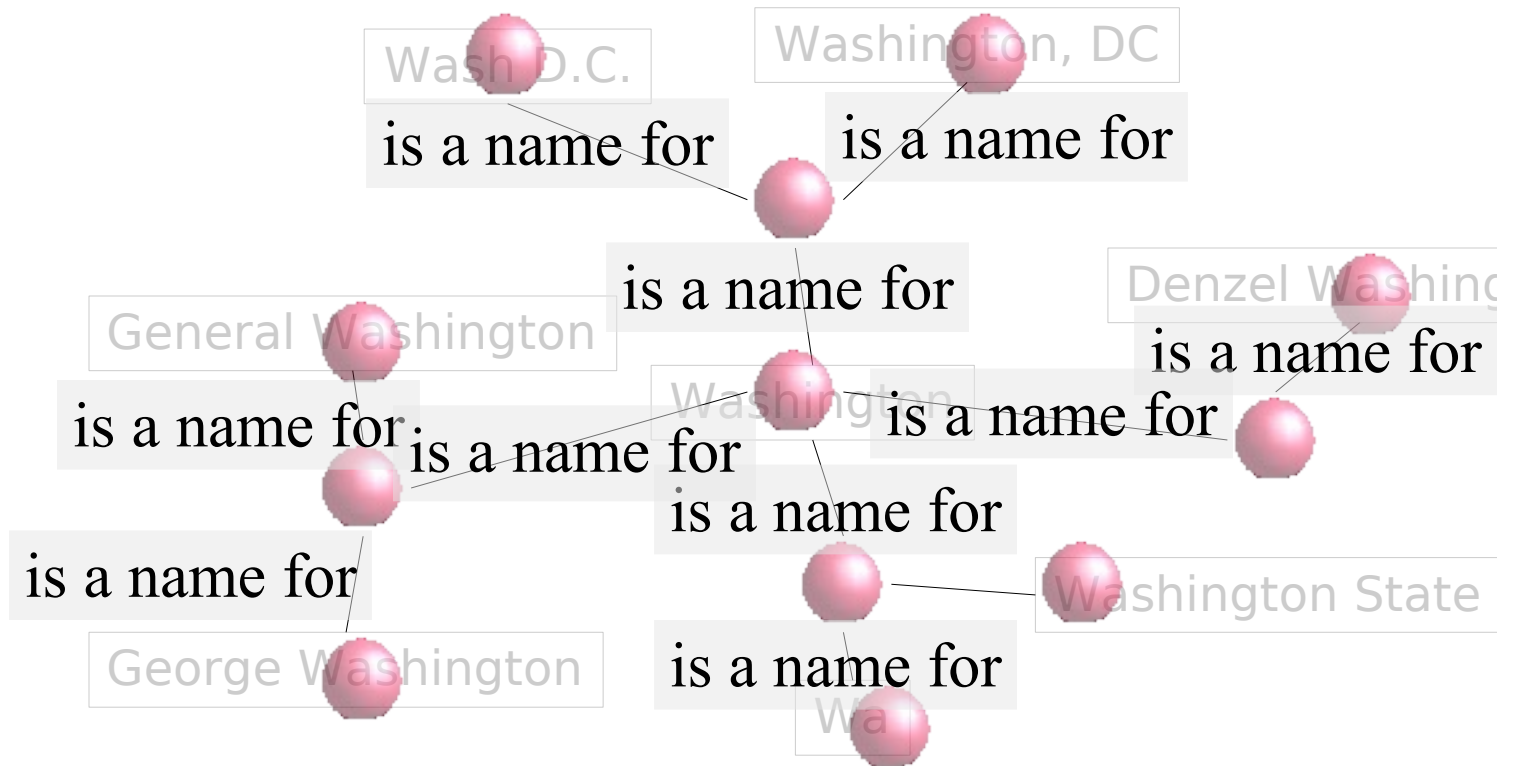 Wash D.C.
Washington, DC
is a name for
is a name for
is a name for
Denzel Washing
General Washington
is a name for
Washington
is a name for
is a name for
is a name for
is a name for
is a name for
Washington State
George Washington
is a name for
Wa